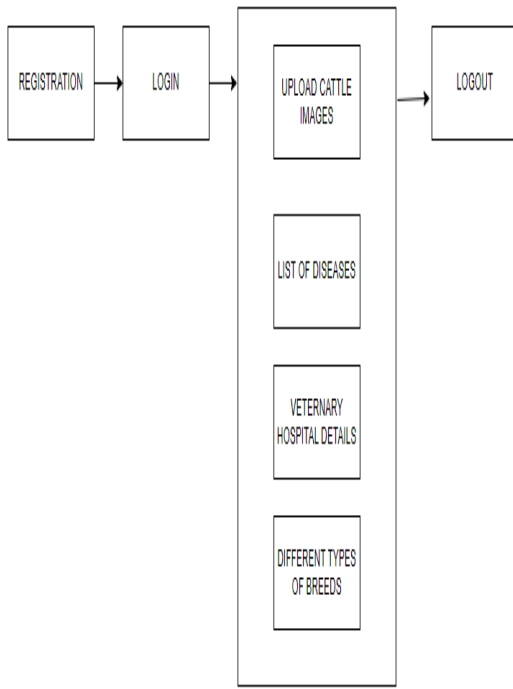 REGISTRATION
LOGIN
UPLOAD CATTLE
IMAGES
LIST OF DISEASES
VETERNARY
HOSPITAL DETAILS
DIFFERENT TYPES
OF BREEDS
LOGOUT